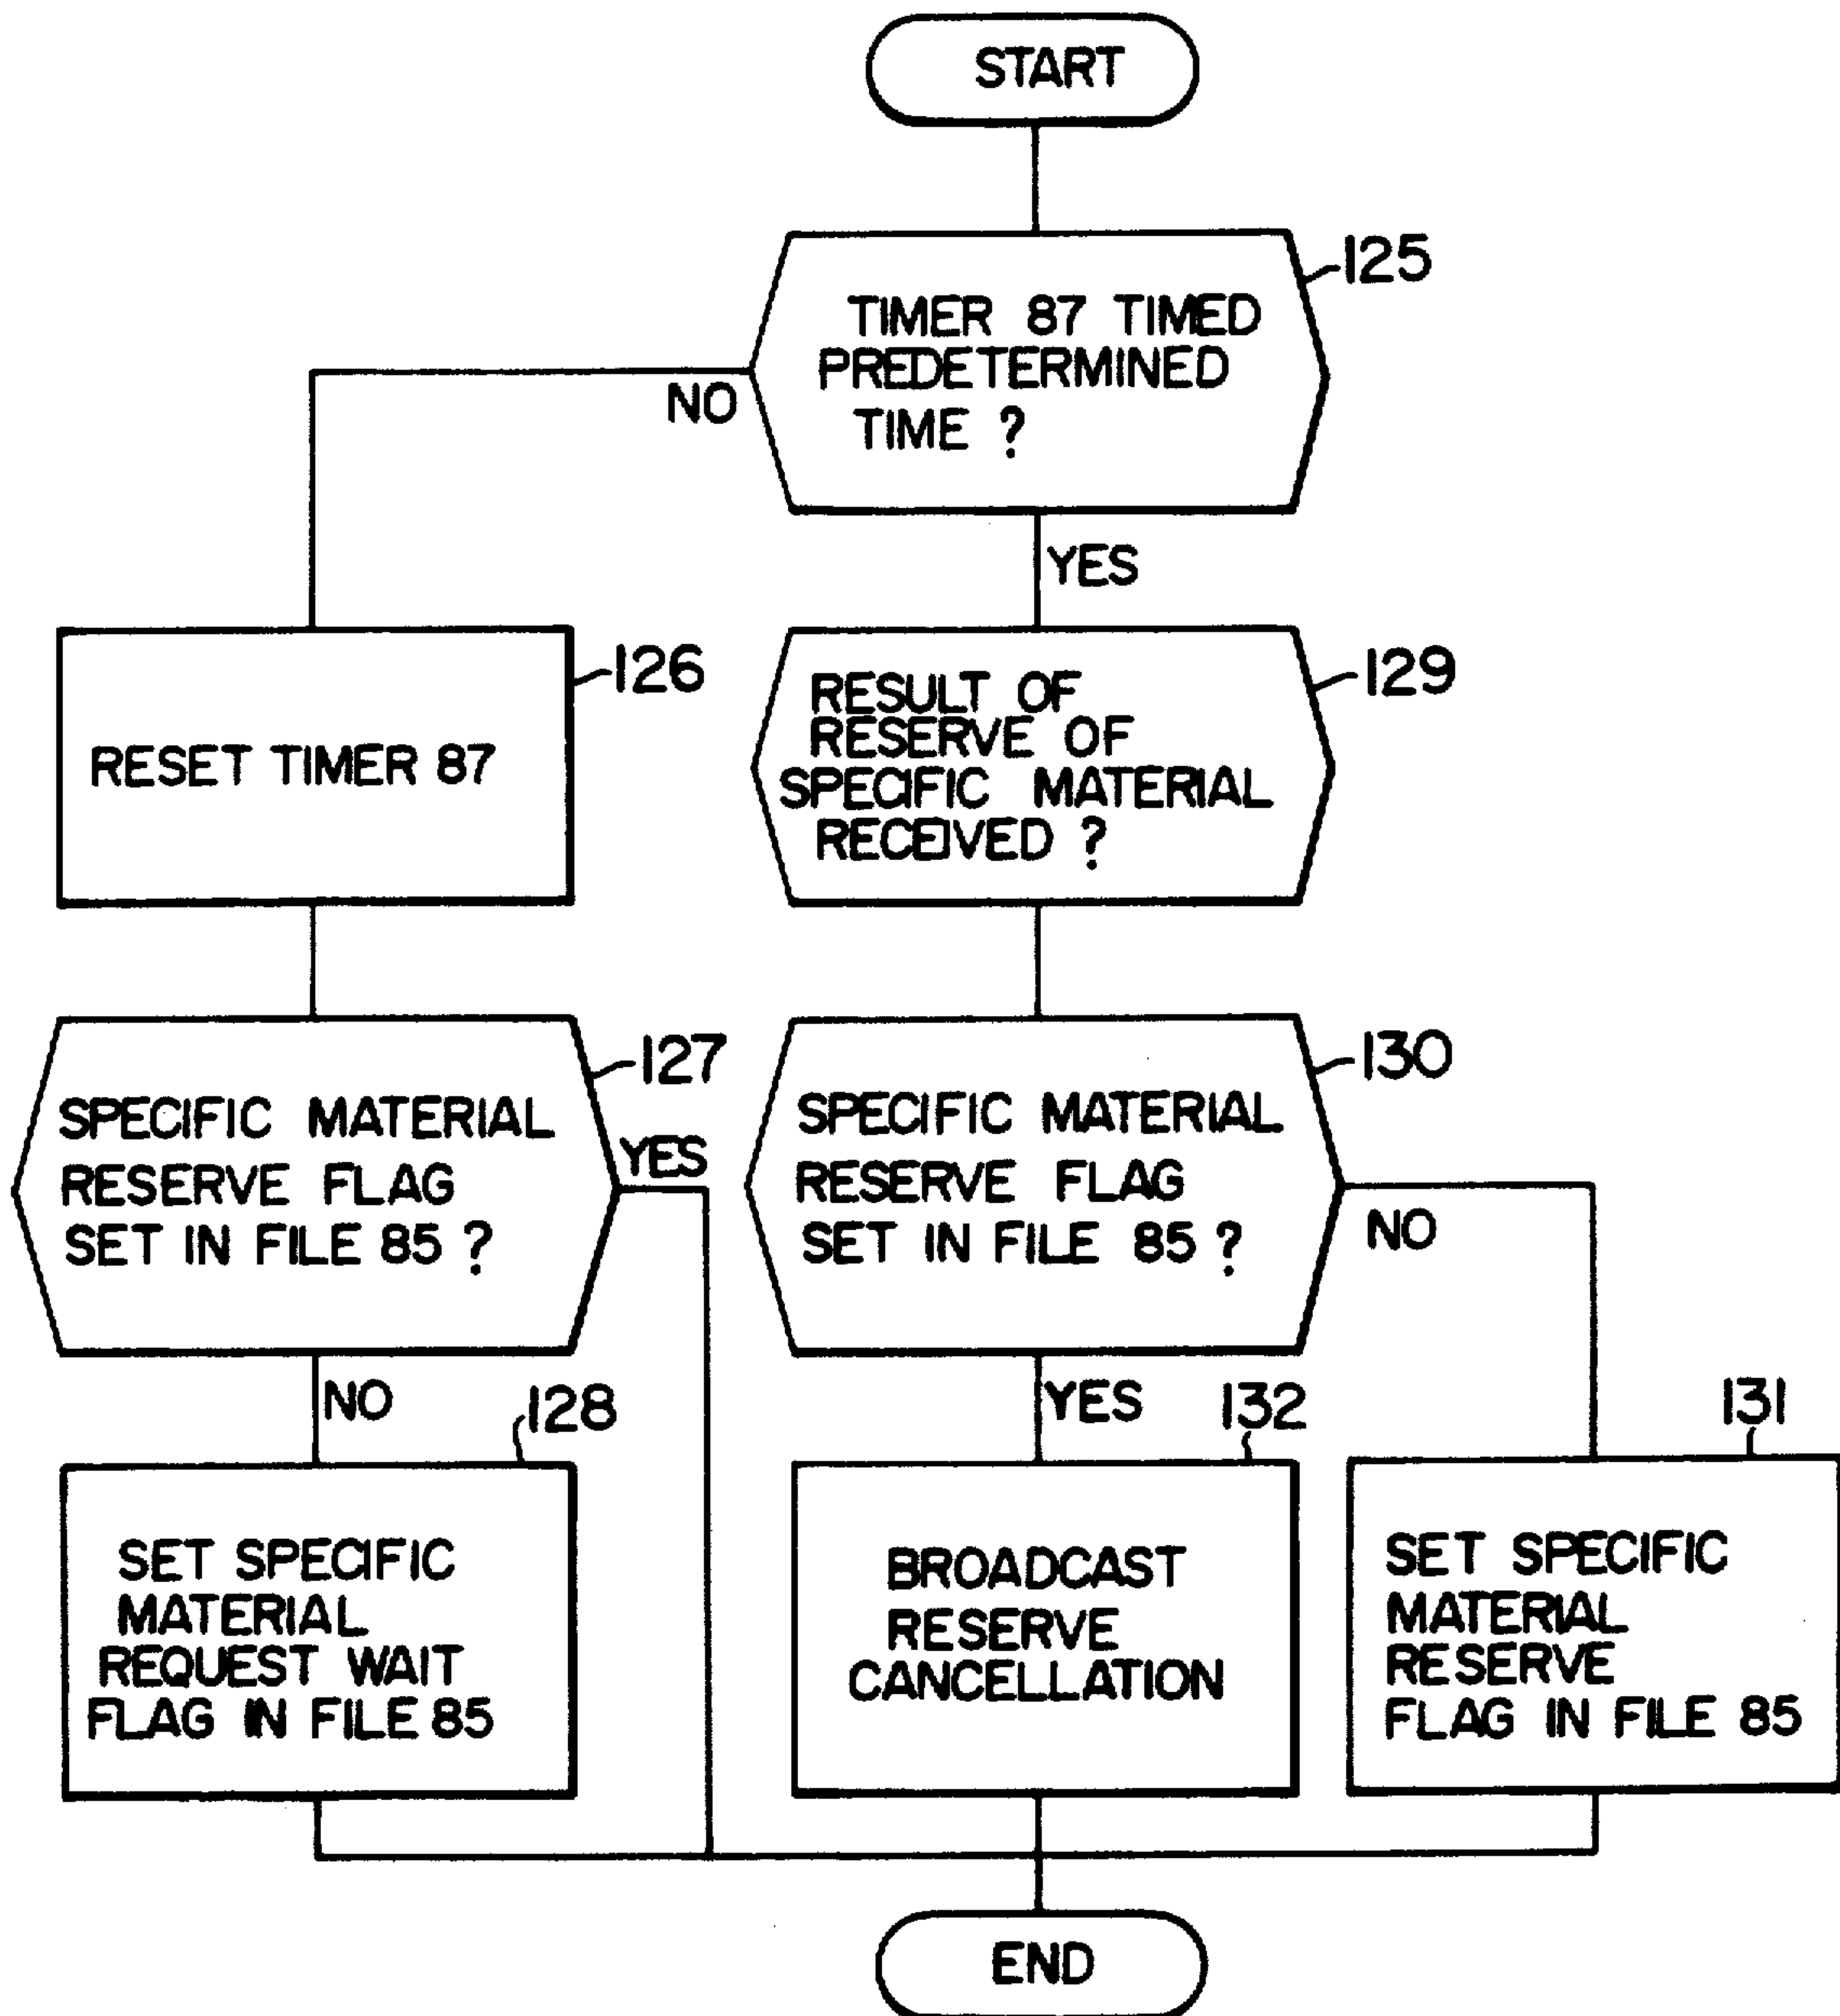 START
125
TIMER 87 TIMED
PREDETERMINED
TIME ?
NO
YES
126
RESET TIMER 87
129
RESULT OF
RESERVE OF
SPECIFIC MATERIAL
RECEIVED ?
127
SPECIFIC MATERIAL
RESERVE FLAG
SET IN FILE 85 ?
YES
NO
130
SPECIFIC MATERIAL
RESERVE FLAG
SET IN FILE 85 ?
NO
YES
128
SET SPECIFIC
MATERIAL
REQUEST WAIT
FLAG IN FILE 85
132
BROADCAST
RESERVE
CANCELLATION
131
SET SPECIFIC
MATERIAL
RESERVE
FLAG IN FILE 85
END